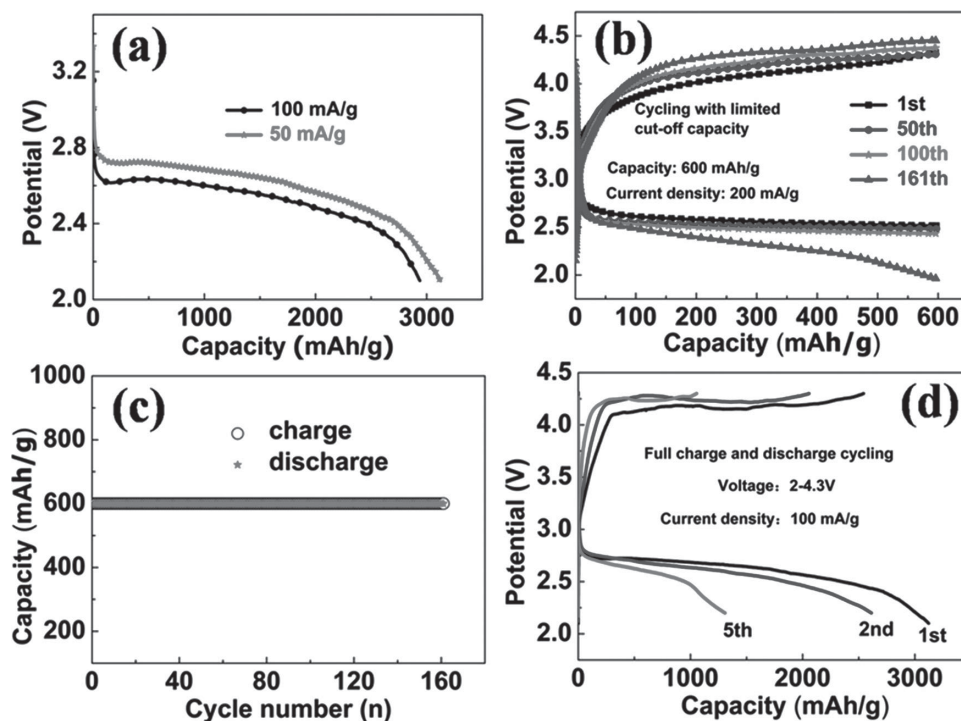 (a)
3.2
2.8
2.4
2.0
Potential (V)
100 mA/g
50 mA/g
0 1000 2000 3000
Capacity (mAh/g)
(b)
4.5
4.0
3.5
3.0
2.5
2.0
Potential (V)
Cycling with limited
cut-off capacity
Capacity: 600 mAh/g
Current density: 200 mA/g
1st
50th
100th
161th
0 100 200 300 400 500 600
Capacity (mAh/g)
(c)
1000
800
600
400
200
Capacity (mAh/g)
charge
discharge
0 40 80 120 160
Cycle number (n)
(d)
4.5
4.0
3.5
3.0
2.5
2.0
Potential (V)
Full charge and discharge cycling
Voltage: 2-4.3V
Current density: 100 mA/g
5th 2nd 1st
0 1000 2000 3000
Capacity (mAh/g)